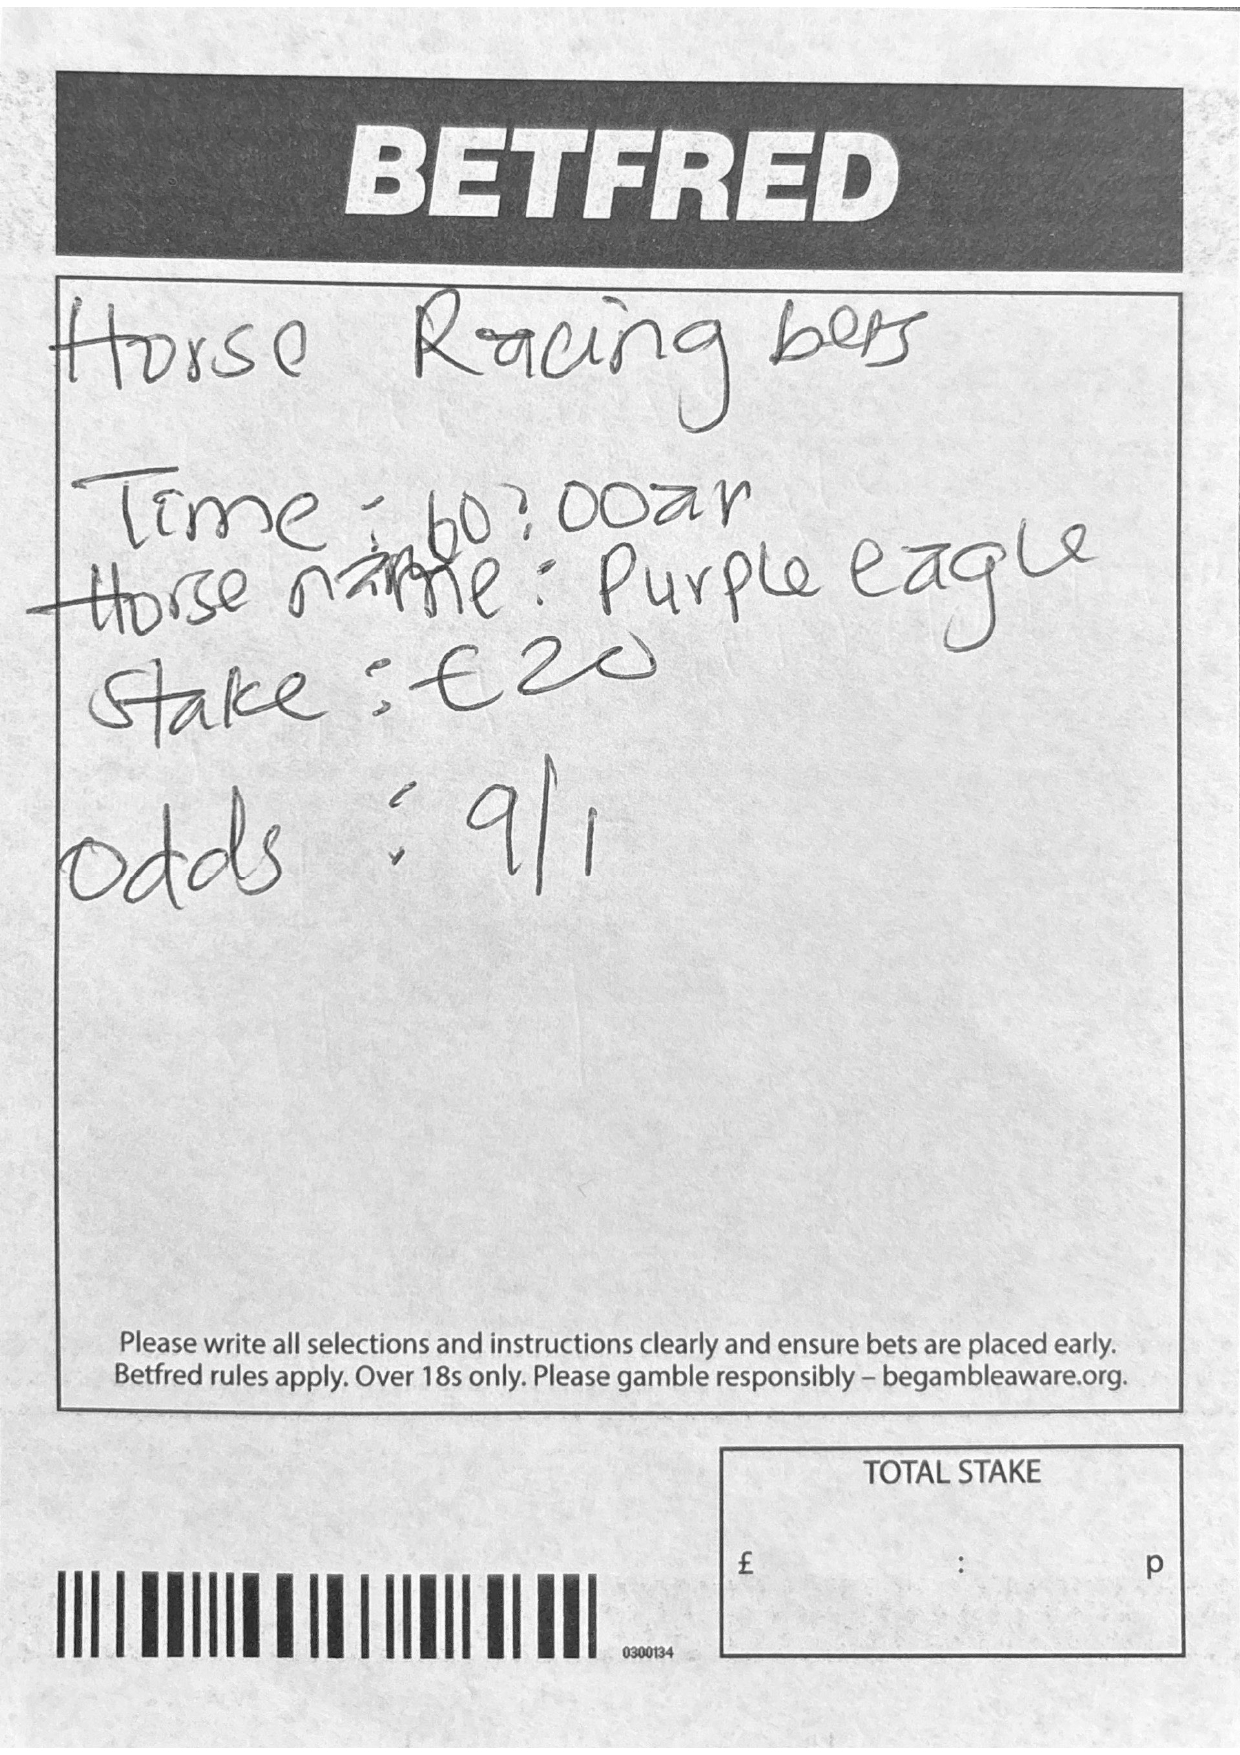 BETFRED
Horse Racing bets
Time : 10:00am
Horse name : Purple eagle
Stake : £20
Odds : 9/1
Please write all selections and instructions clearly and ensure bets are placed early.
Betfred rules apply. Over 18s only. Please gamble responsibly – begambleaware.org.
TOTAL STAKE
£ : p
0300134